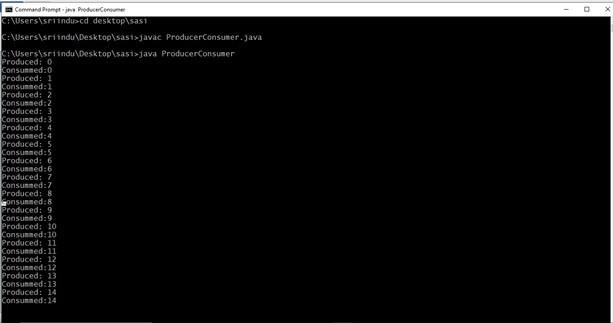 Command Prompt - java ProducerConsumer
C:\Users\sriindu>cd desktop\sasi
C:\Users\sriindu\Desktop\sasi>javac ProducerConsumer.java
C:\Users\sriindu\Desktop\sasi>java ProducerConsumer
Produced: 0
Consummed:0
Produced: 1
Consummed:1
Produced: 2
Consummed:2
Produced: 3
Consummed:3
Produced: 4
Consummed:4
Produced: 5
Consummed:5
Produced: 6
Consummed:6
Produced: 7
Consummed:7
Produced: 8
Consummed:8
Produced: 9
Consummed:9
Produced: 10
Consummed:10
Produced: 11
Consummed:11
Produced: 12
Consummed:12
Produced: 13
Consummed:13
Produced: 14
Consummed:14